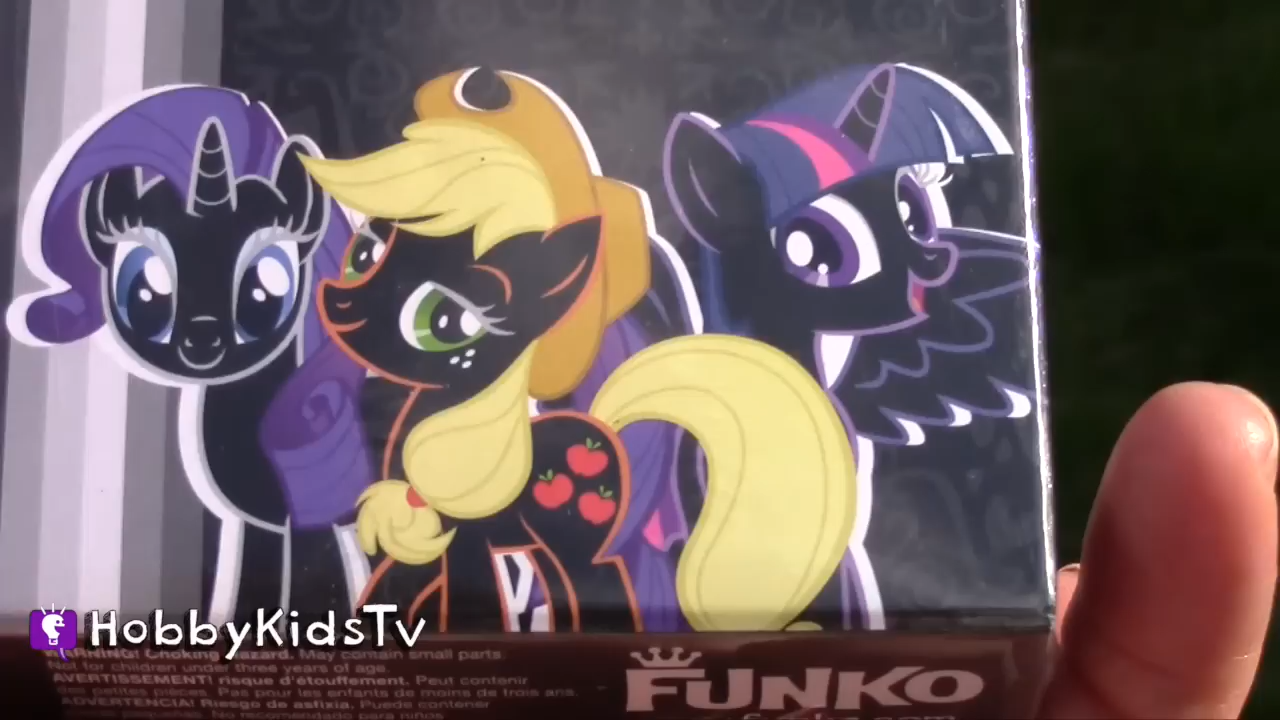 HobbyKidsTv
WARNING! Choking Hazard. May contain small parts.
Not for children under three years of age.
AVERTISSEMENT! risque d'étouffement. Peut contenir
des petites pièces. Pas pour les enfants de moins de trois ans.
ADVERTENCIA! Riesgo de asfixia. Puede contener
FUNKO
funko.com